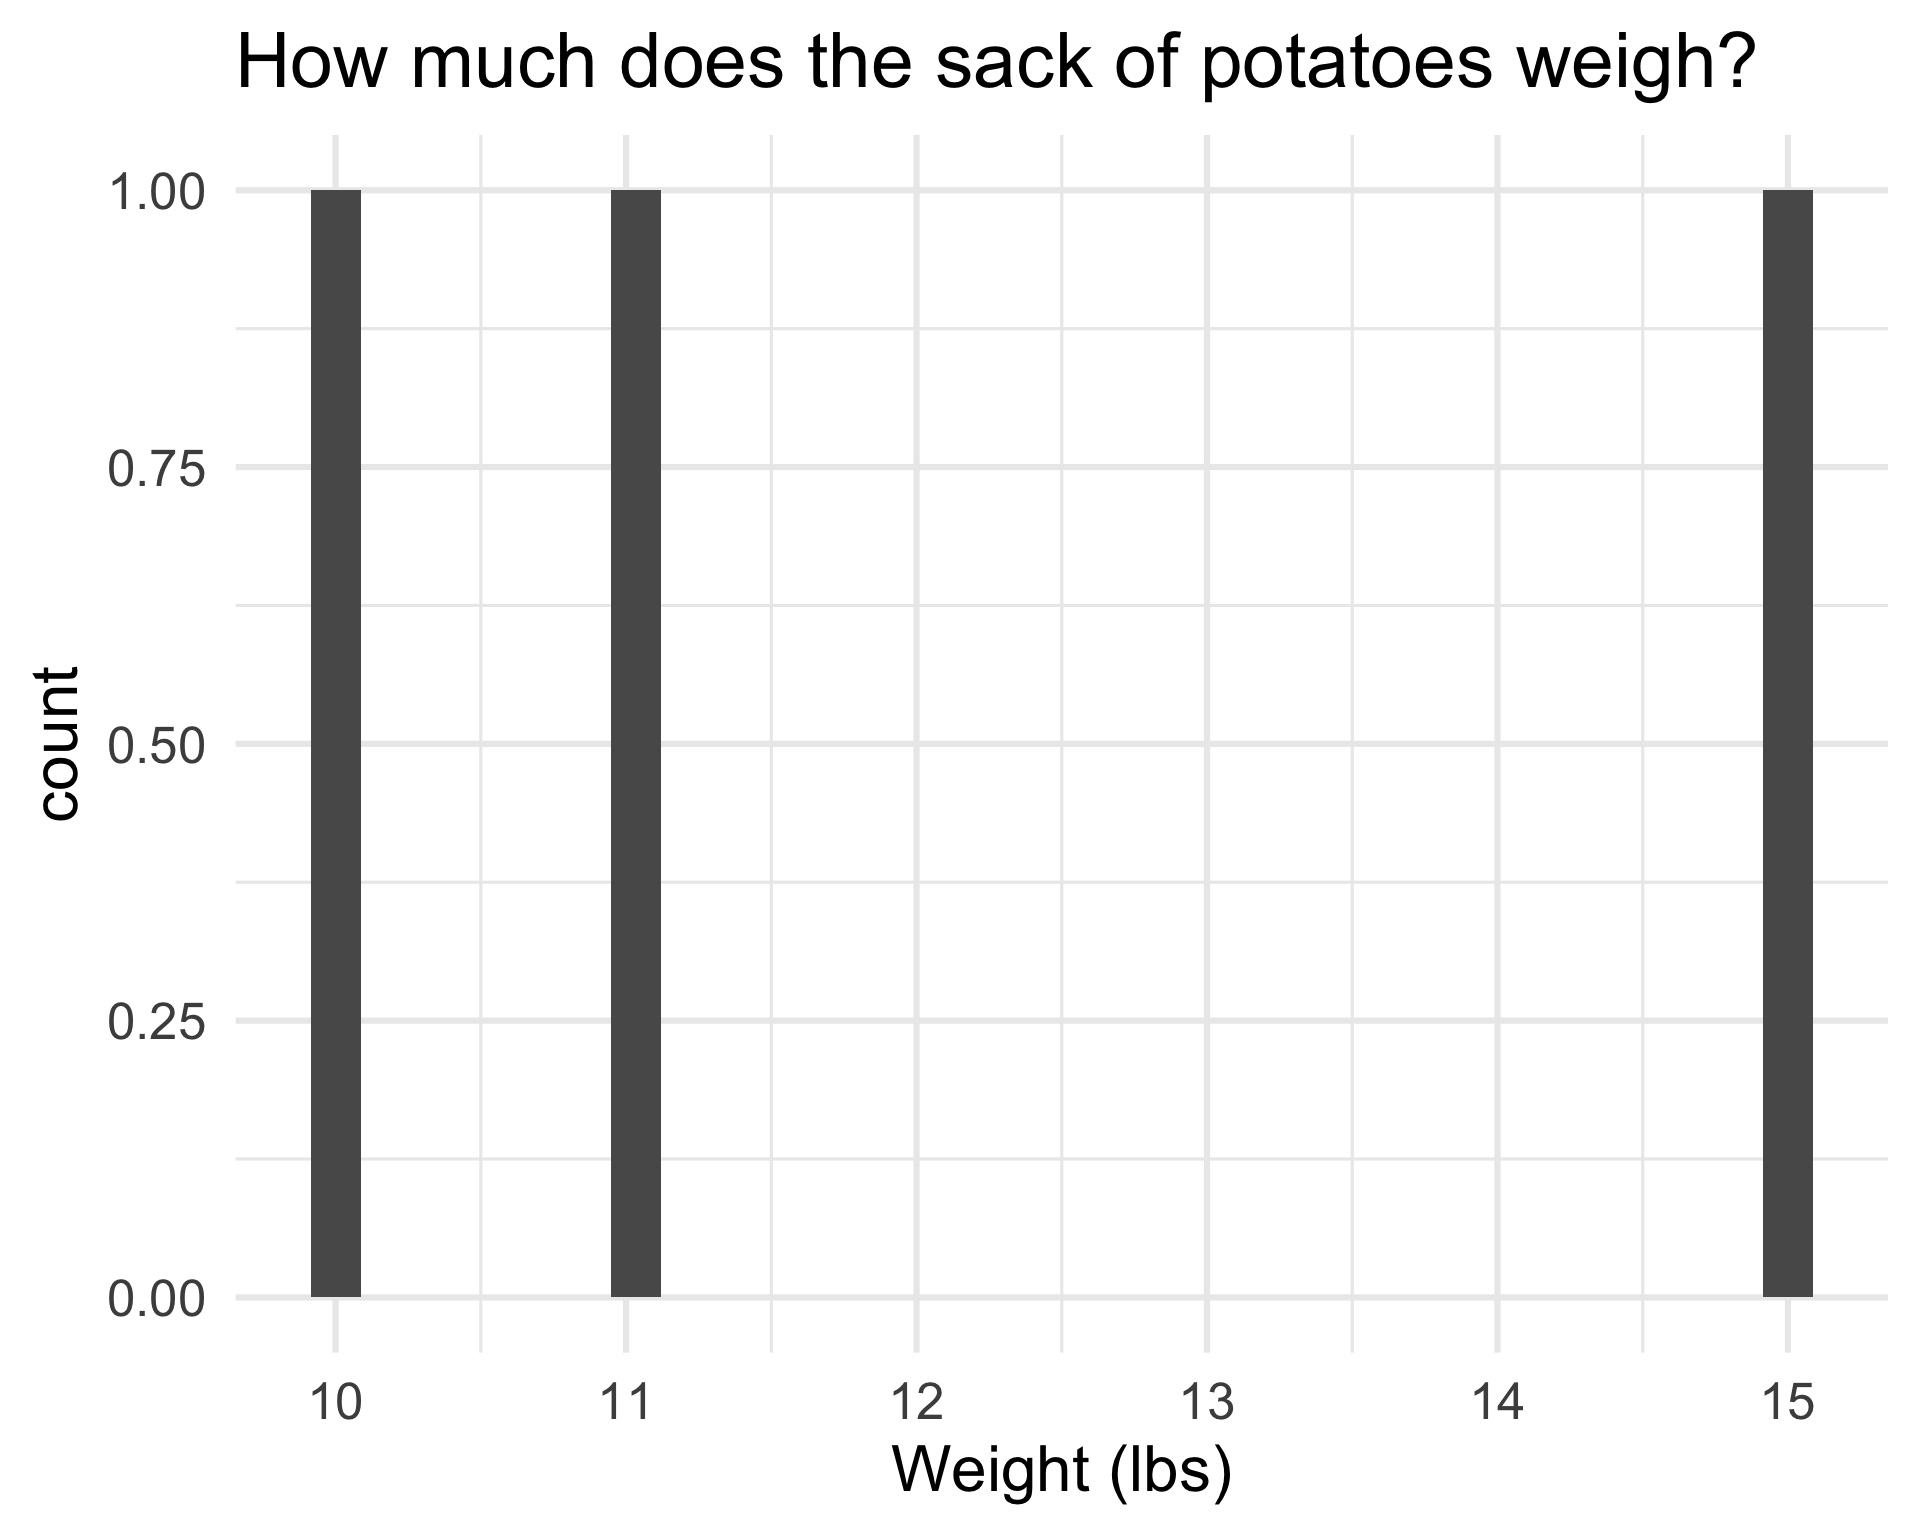 How much does the sack of potatoes weigh?
1.00
0.75
0.50
0.25
0.00
count
10 11 12 13 14 15
Weight (lbs)